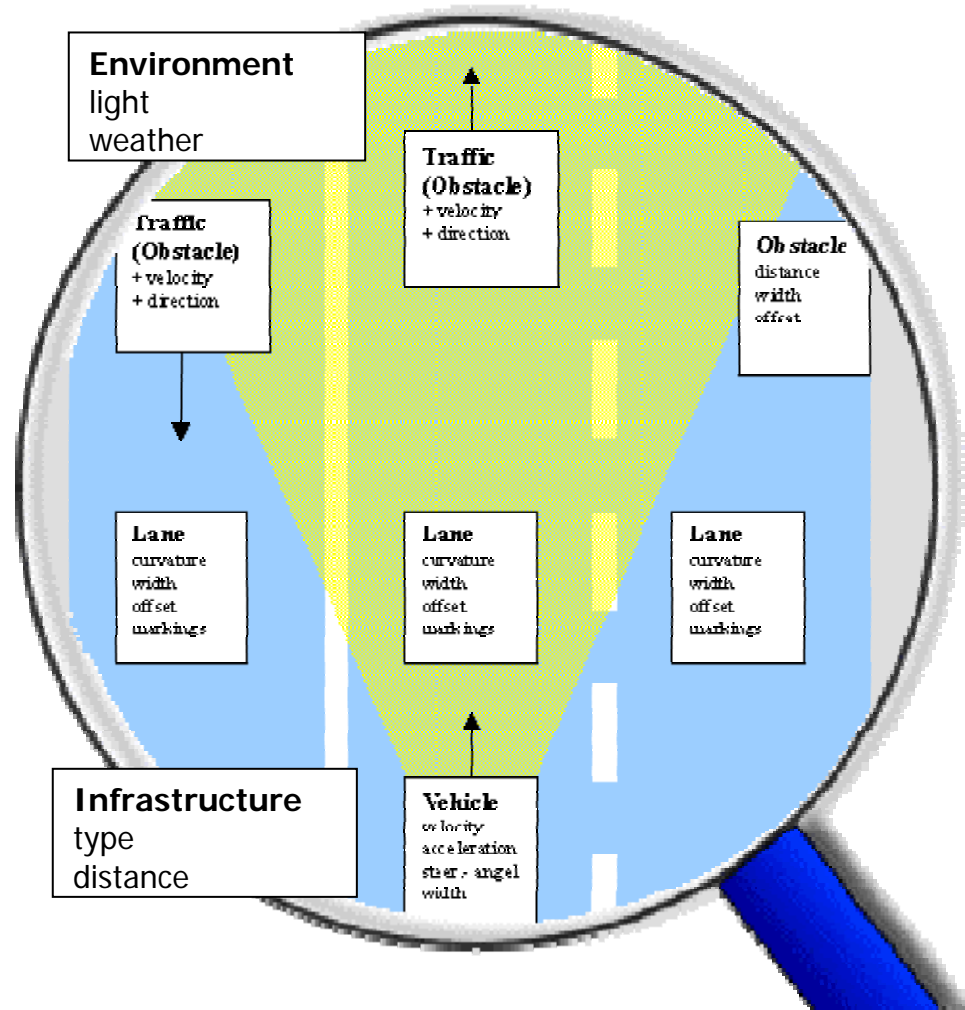 Environment
light
weather
Traffic
(Obstacle)
+ velocity
+ direction
Traffic
(Obstacle)
+ velocity
+ direction
Obstacle
distance
width
offset
Lane
curvature
width
offset
markings
Lane
curvature
width
offset
markings
Lane
curvature
width
offset
markings
Infrastructure
type
distance
Vehicle
velocity
acceleration
steer.- angel
width